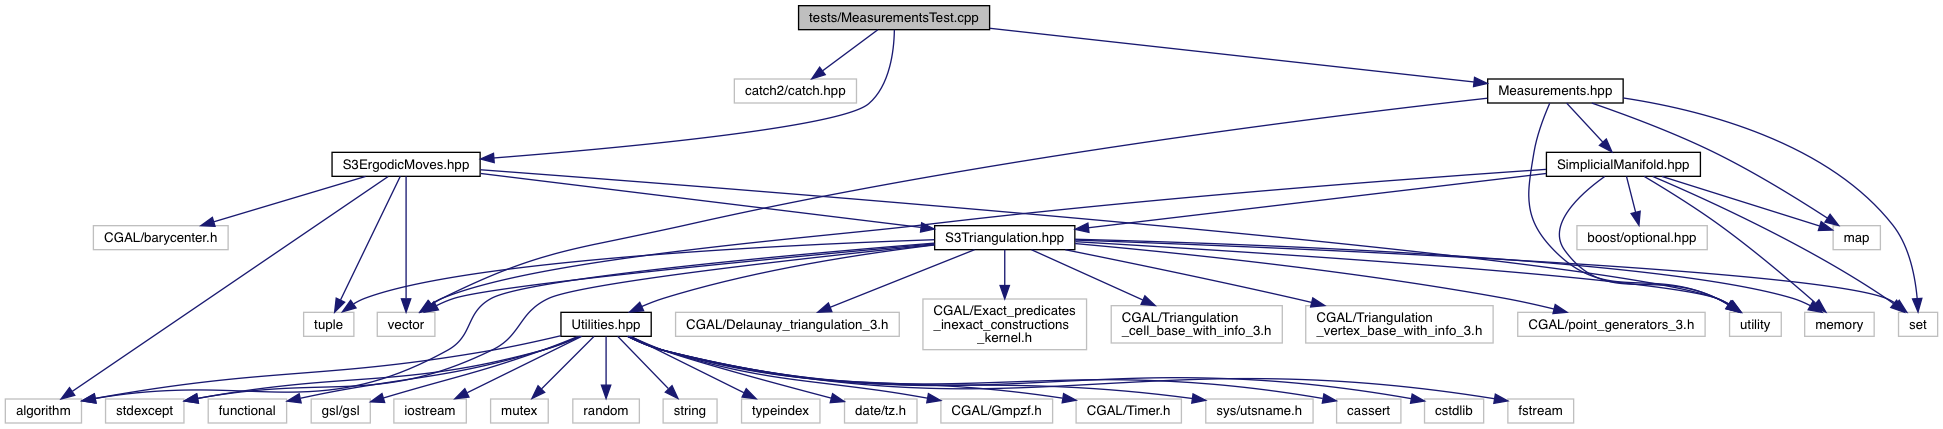 tests/MeasurementsTest.cpp
catch2/catch.hpp
Measurements.hpp
S3ErgodicMoves.hpp
SimplicialManifold.hpp
CGAL/barycenter.h
S3Triangulation.hpp
boost/optional.hpp
map
tuple
vector
Utilities.hpp
CGAL/Delaunay_triangulation_3.h
CGAL/Exact_predicates
_inexact_constructions
_kernel.h
CGAL/Triangulation
_cell_base_with_info_3.h
CGAL/Triangulation
_vertex_base_with_info_3.h
CGAL/point_generators_3.h
utility
memory
set
algorithm
stdexcept
functional
gsl/gsl
iostream
mutex
random
string
typeindex
date/tz.h
CGAL/Gmpzf.h
CGAL/Timer.h
sys/utsname.h
cassert
cstdlib
fstream